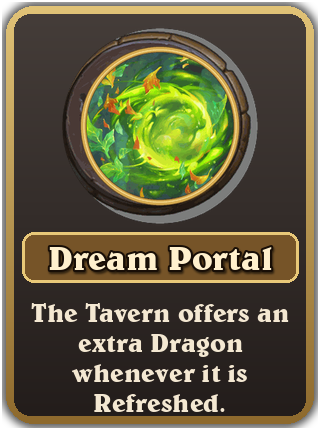 Dream Portal
The Tavern offers an
extra Dragon
whenever it is
Refreshed.